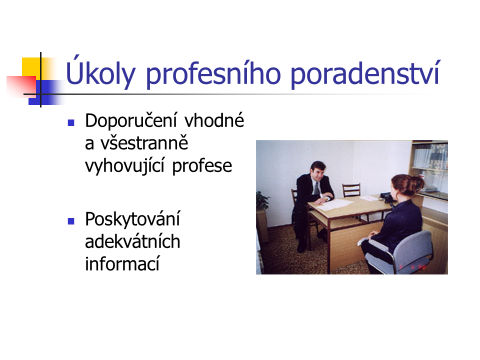 Úkoly profesního poradenství
Doporučení vhodné
a všestranně
vyhovující profese
Poskytování
adekvátních
informací